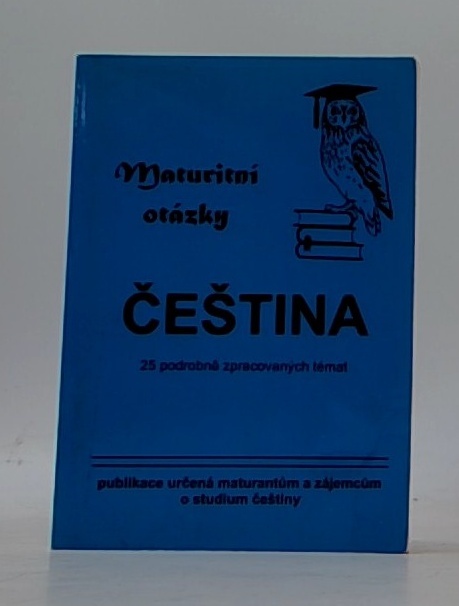 Maturitní
otázky
ČEŠTINA
25 podrobně zpracovaných témat
publikace určená maturantům a zájemcům
o studium češtiny